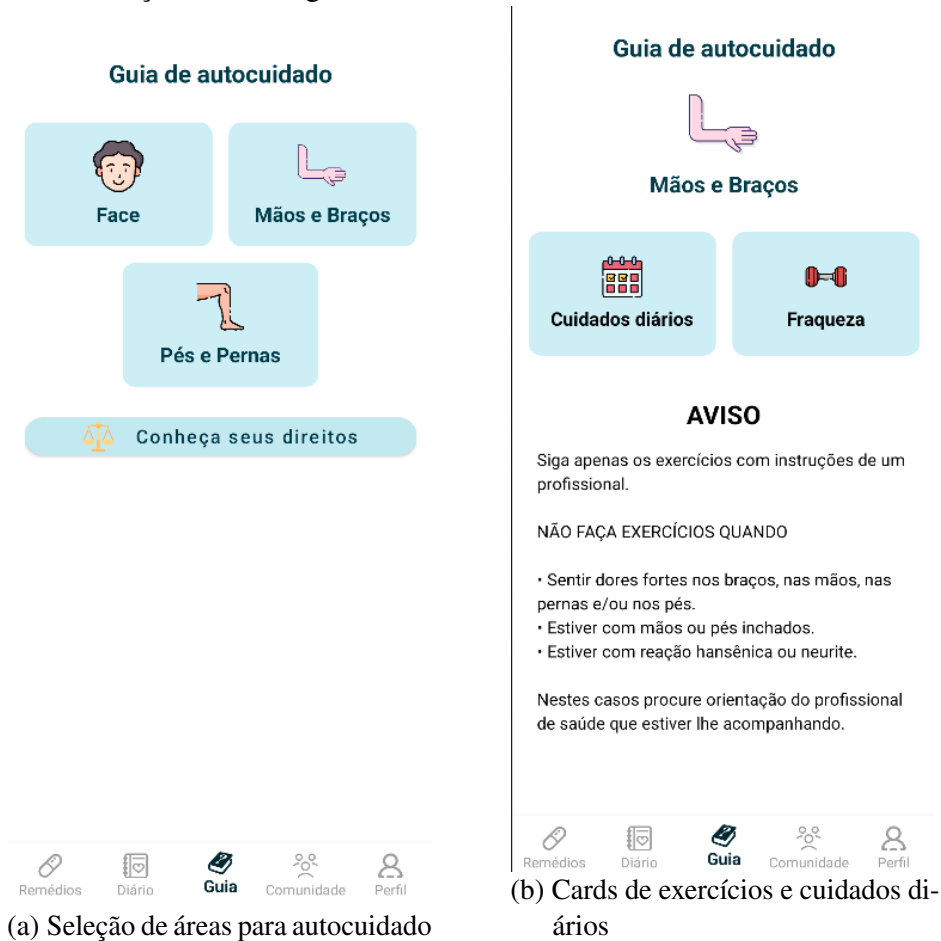 Guia de autocuidado
Face
Mãos e Braços
Pés e Pernas
Conheça seus direitos
Remédios
Diário
Guia
Comunidade
Perfil
(a) Seleção de áreas para autocuidado
Guia de autocuidado
Mãos e Braços
Cuidados diários
Fraqueza
AVISO
Siga apenas os exercícios com instruções de um
profissional.
NÃO FAÇA EXERCÍCIOS QUANDO
• Sentir dores fortes nos braços, nas mãos, nas
pernas e/ou nos pés.
• Estiver com mãos ou pés inchados.
• Estiver com reação hansênica ou neurite.
Nestes casos procure orientação do profissional
de saúde que estiver lhe acompanhando.
Remédios
Diário
Guia
Comunidade
Perfil
(b) Cards de exercícios e cuidados di-
ários